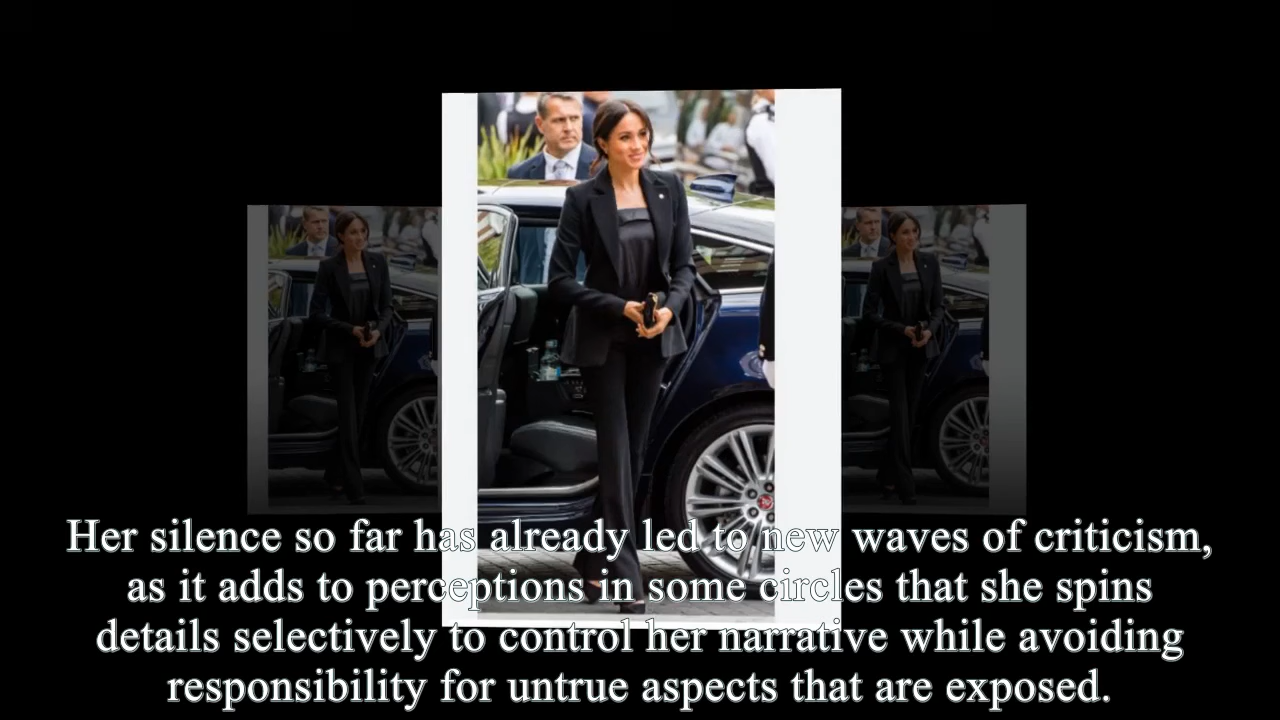 Her silence so far has already led to new waves of criticism,
as it adds to perceptions in some circles that she spins
details selectively to control her narrative while avoiding
responsibility for untrue aspects that are exposed.